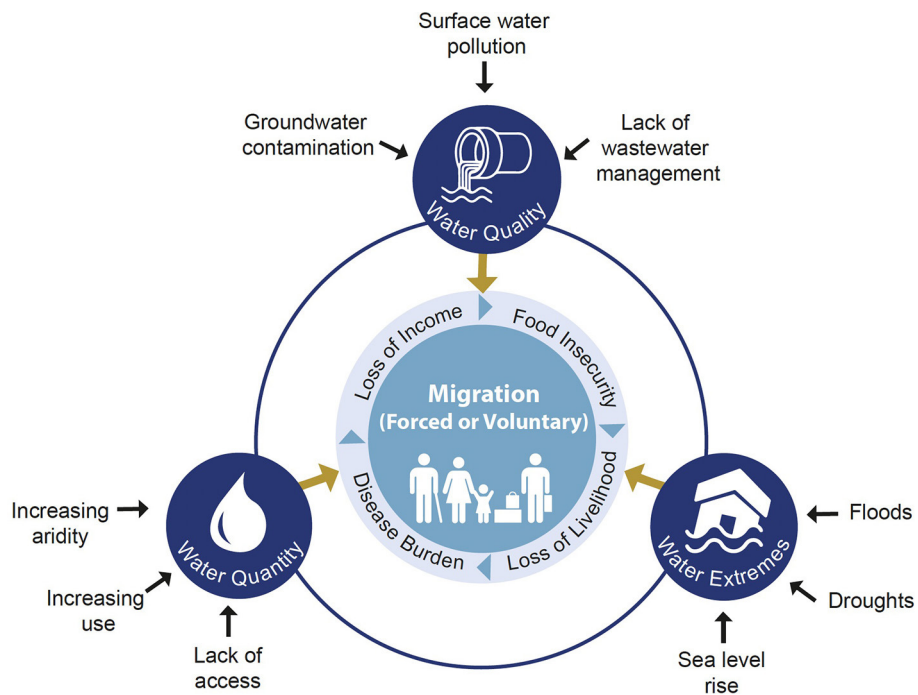 Surface water
pollution
Groundwater
contamination
Lack of
wastewater
management
Water Quality
Loss of Income
Food Insecurity
Migration
(Forced or Voluntary)
Disease Burden
Loss of Livelihood
Increasing
aridity
Water Quantity
Water Extremes
Floods
Increasing
use
Droughts
Lack of
access
Sea level
rise